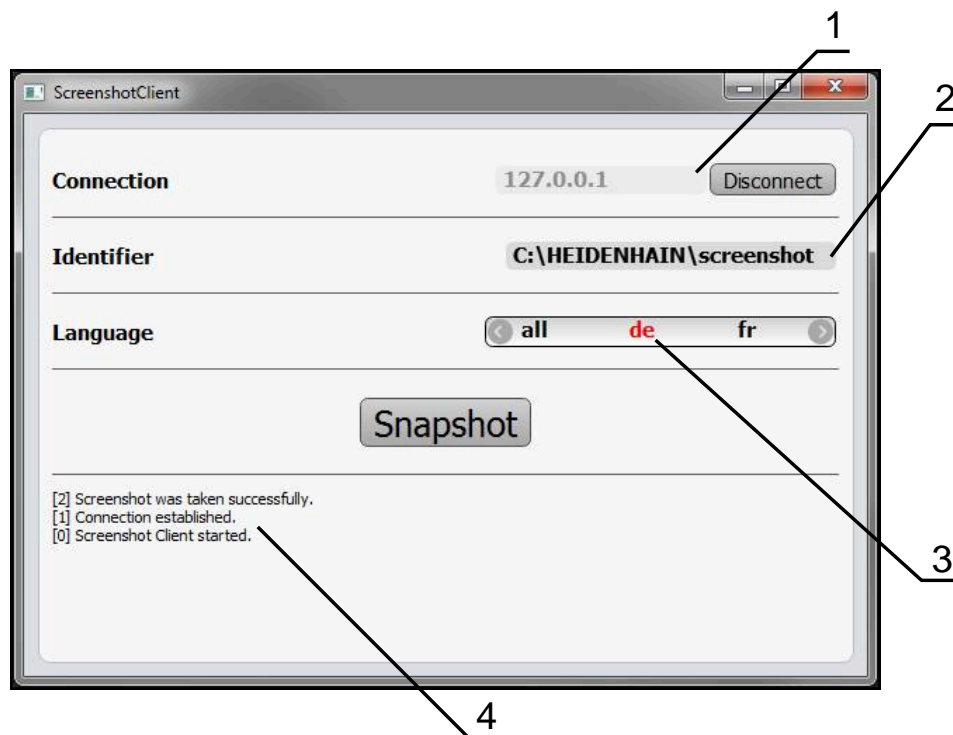 1
ScreenshotClient
2
Connection 127.0.0.1 Disconnect
Identifier C:\HEIDENHAIN\screenshot
Language all de fr
Snapshot
[2] Screenshot was taken successfully.
[1] Connection established.
[0] Screenshot Client started.
3
4